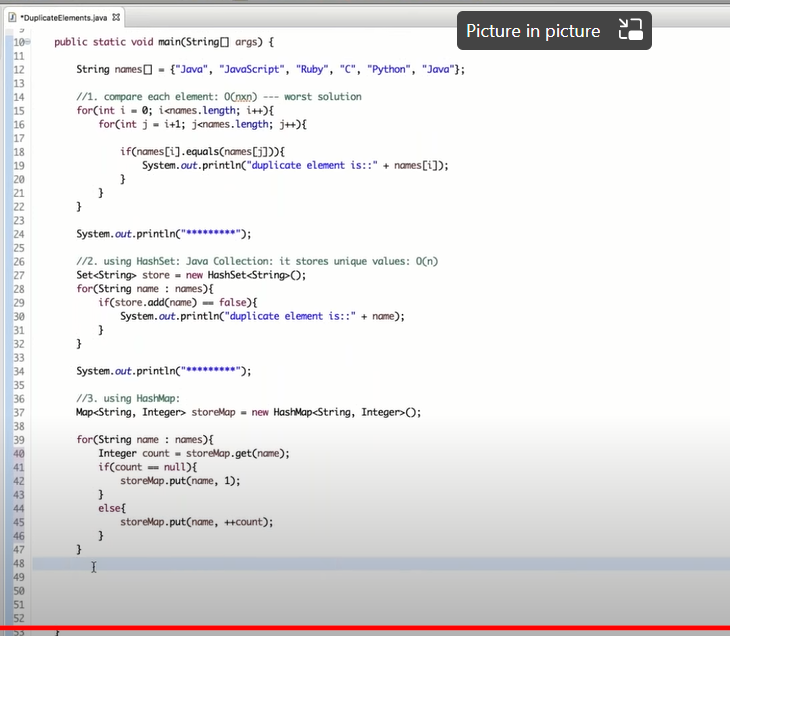 *DuplicateElements.java
Picture in picture
9
10 public static void main(String[] args) {
11
12 String names[] = {"Java", "JavaScript", "Ruby", "C", "Python", "Java"};
13
14 //1. compare each element: O(nxn) --- worst solution
15 for(int i = 0; i<names.length; i++){
16 for(int j = i+1; j<names.length; j++){
17
18 if(names[i].equals(names[j])){
19 System.out.println("duplicate element is::" + names[i]);
20 }
21 }
22 }
23
24 System.out.println("*********");
25
26 //2. using HashSet: Java Collection: it stores unique values: O(n)
27 Set<String> store = new HashSet<String>();
28 for(String name : names){
29 if(store.add(name) == false){
30 System.out.println("duplicate element is::" + name);
31 }
32 }
33
34 System.out.println("*********");
35
36 //3. using HashMap:
37 Map<String, Integer> storeMap = new HashMap<String, Integer>();
38
39 for(String name : names){
40 Integer count = storeMap.get(name);
41 if(count == null){
42 storeMap.put(name, 1);
43 }
44 else{
45 storeMap.put(name, ++count);
46 }
47 }
48
49
50
51
52
53 }